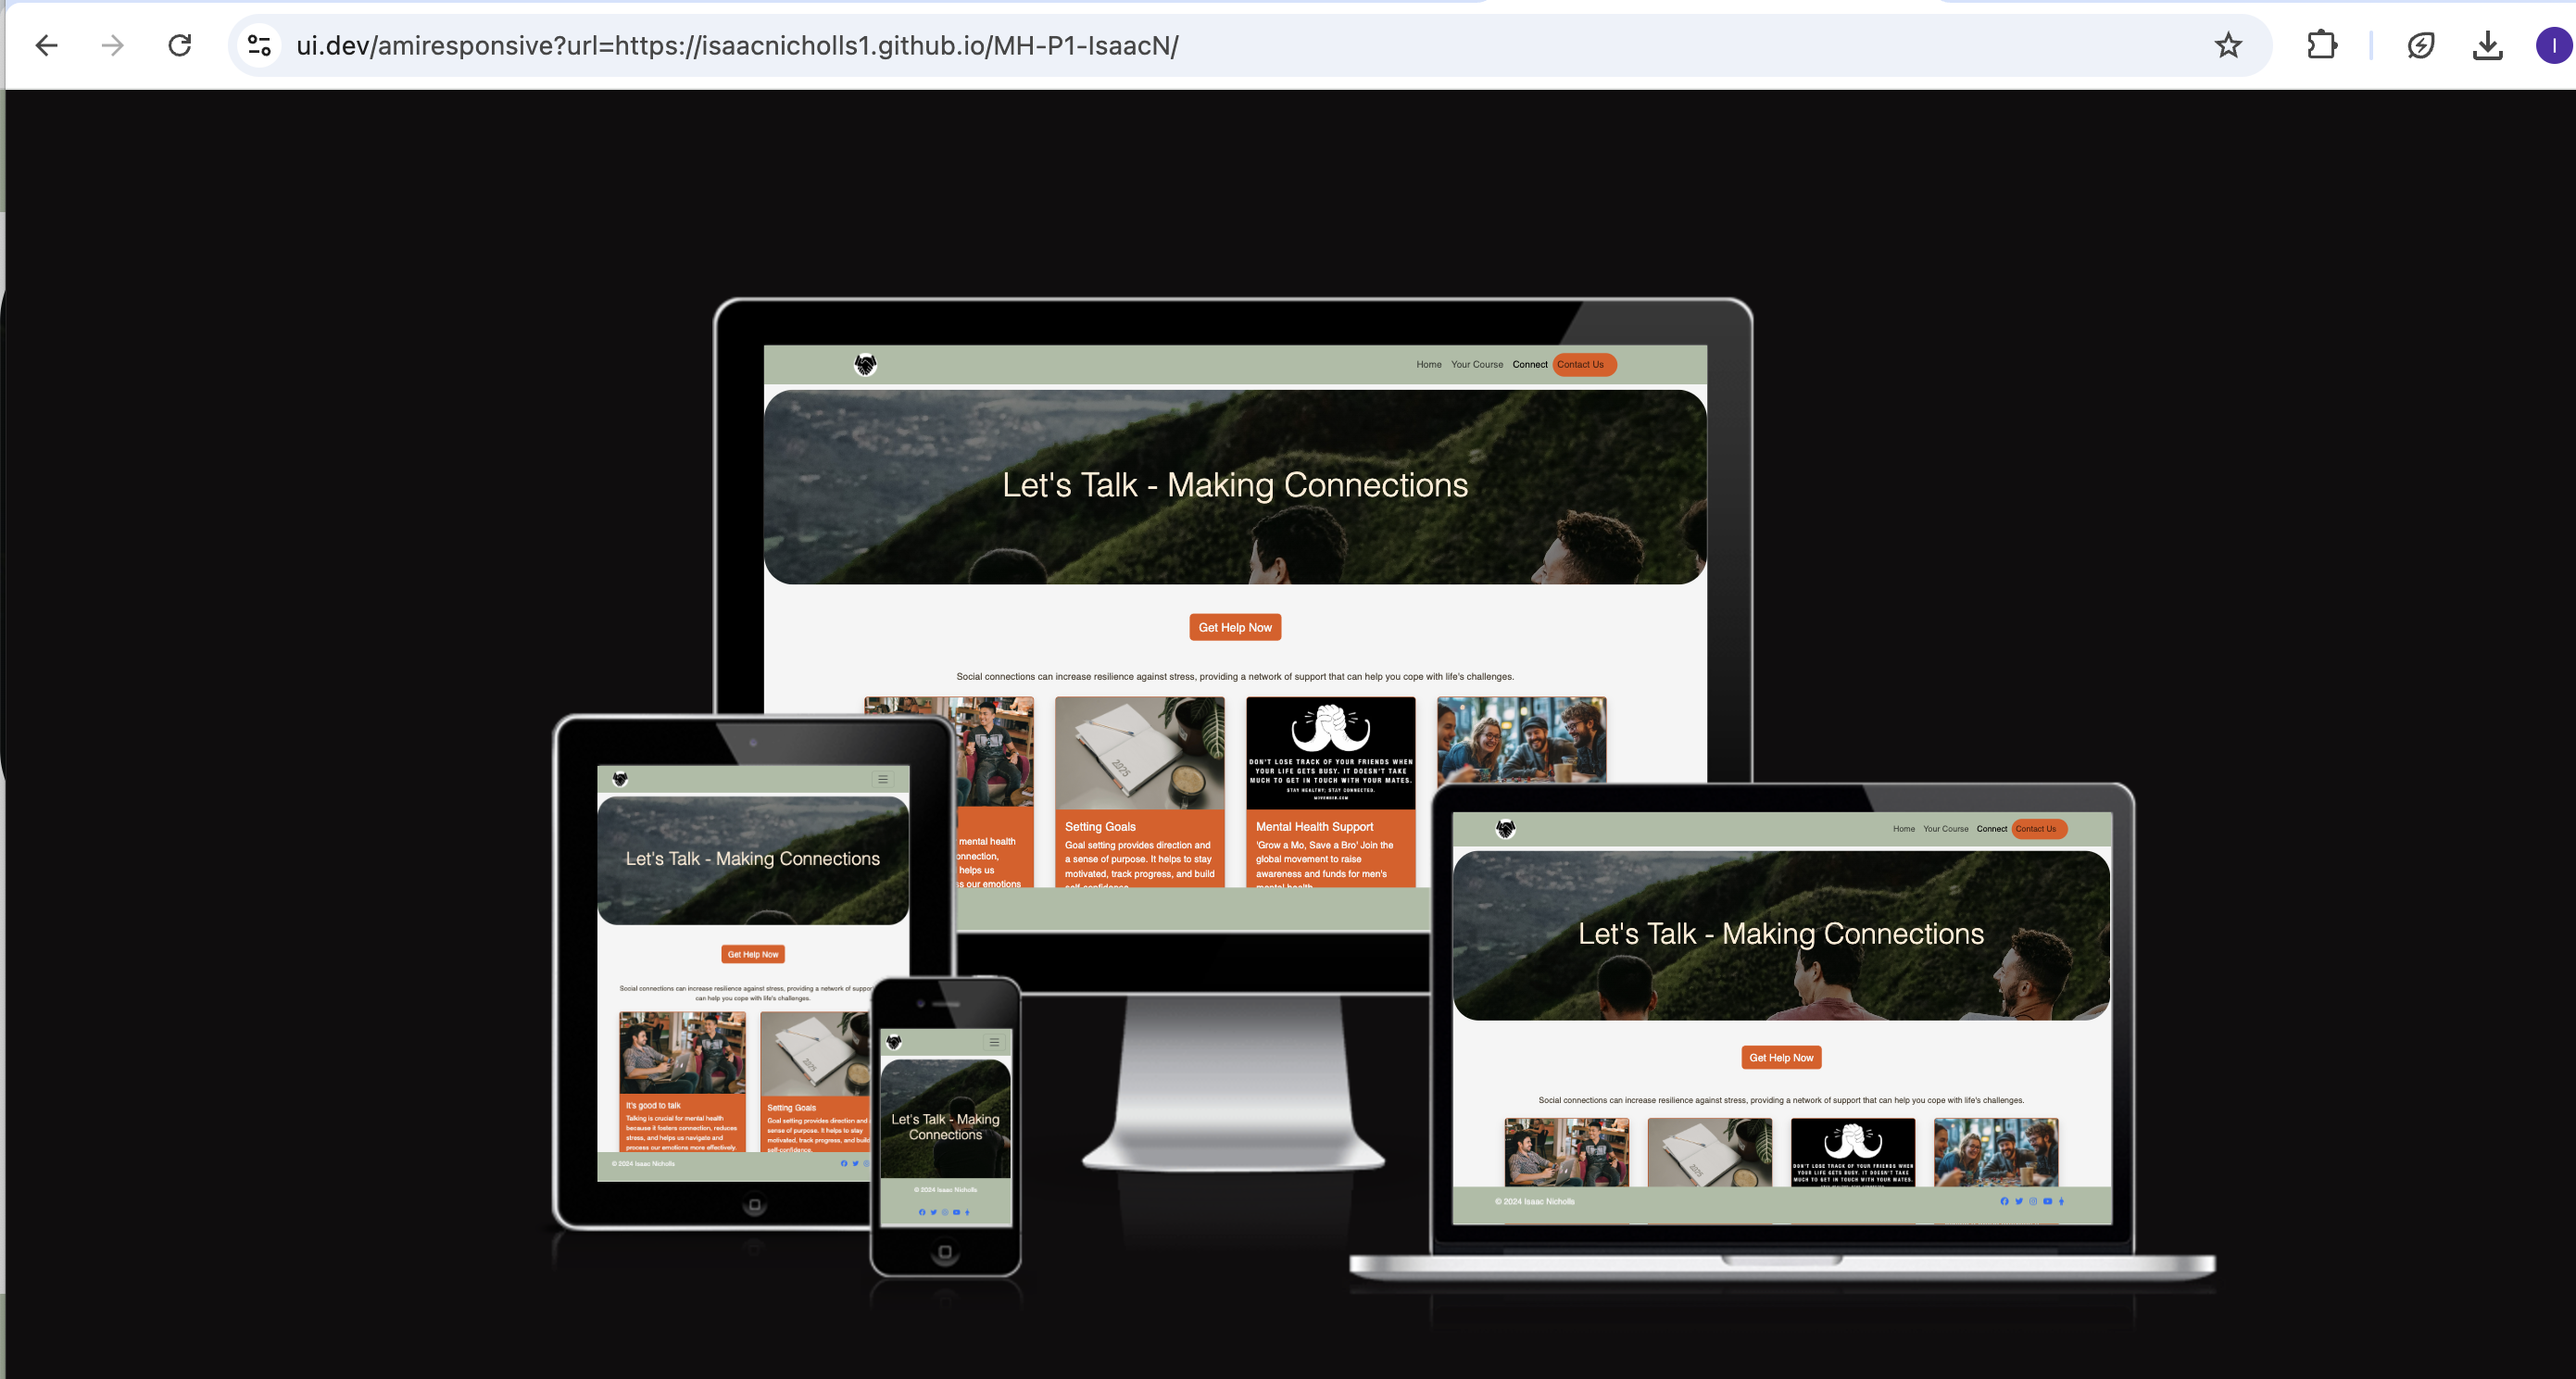 ui.dev/amiresponsive?url=https://isaacnicholls1.github.io/MH-P1-IsaacN/
I
Home Your Course Connect Contact Us
Let's Talk - Making Connections
Get Help Now
Social connections can increase resilience against stress, providing a network of support that can help you cope with life's challenges.
mental health
connection,
helps us
our emotions
2025
Setting Goals
Goal setting provides direction and
a sense of purpose. It helps to stay
motivated, track progress, and build
self-confidence.
DON'T LOSE TRACK OF YOUR FRIENDS WHEN
YOUR LIFE GETS BUSY. IT DOESN'T TAKE
MUCH TO GET IN TOUCH WITH YOUR MATES.
STAY HEALTHY; STAY CONNECTED.
MOVEMBER.COM
Mental Health Support
'Grow a Mo, Save a Bro' Join the
global movement to raise
awareness and funds for men's
mental health
Let's Talk - Making Connections
Get Help Now
Social connections can increase resilience against stress, providing a network of support
can help you cope with life's challenges.
It's good to talk
Talking is crucial for mental health
because it fosters connection, reduces
stress, and helps us navigate and
process our emotions more effectively.
2025
Setting Goals
Goal setting provides direction and
sense of purpose. It helps to stay
motivated, track progress, and build
self-confidence.
© 2024 Isaac Nicholls
Let's Talk - Making
Connections
© 2024 Isaac Nicholls
Home Your Course Connect Contact Us
Let's Talk - Making Connections
Get Help Now
Social connections can increase resilience against stress, providing a network of support that can help you cope with life's challenges.
2025
DON'T LOSE TRACK OF YOUR FRIENDS WHEN
YOUR LIFE GETS BUSY. IT DOESN'T TAKE
MUCH TO GET IN TOUCH WITH YOUR MATES.
© 2024 Isaac Nicholls